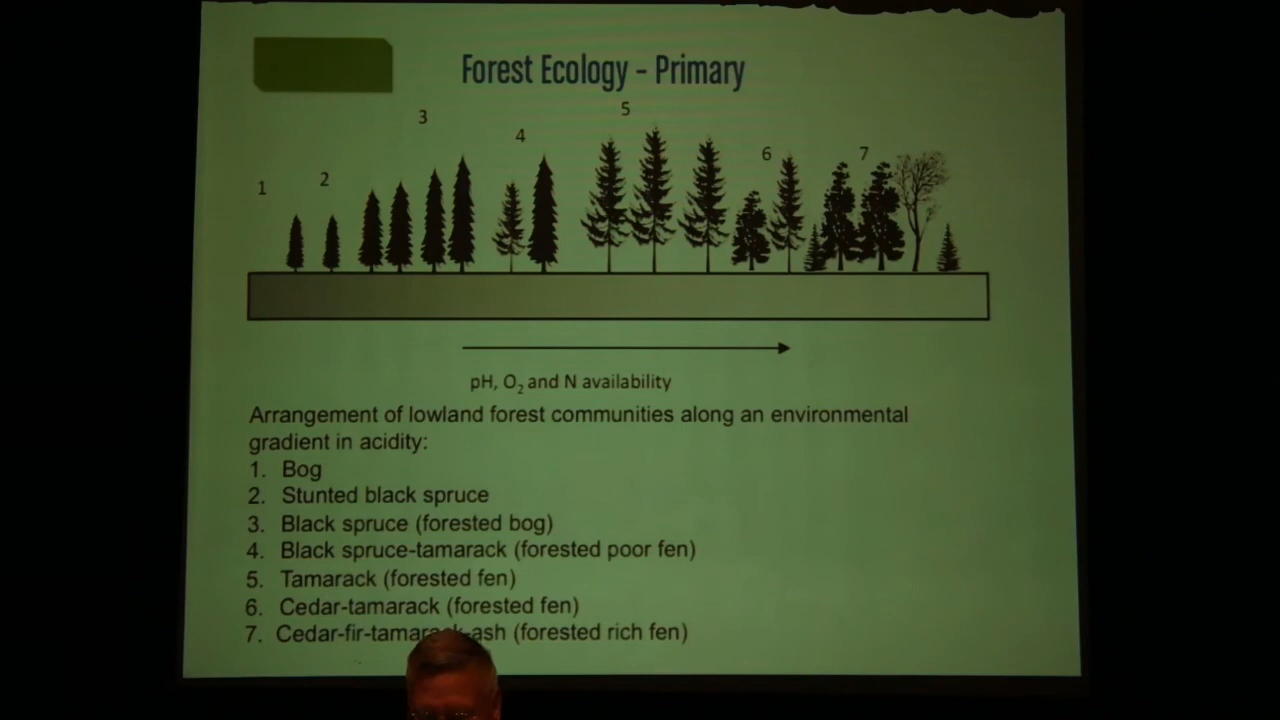 Forest Ecology - Primary
1
2
3
4
5
6
7
pH, O₂ and N availability
Arrangement of lowland forest communities along an environmental
gradient in acidity:
1. Bog
2. Stunted black spruce
3. Black spruce (forested bog)
4. Black spruce-tamarack (forested poor fen)
5. Tamarack (forested fen)
6. Cedar-tamarack (forested fen)
7. Cedar-fir-tamarack-ash (forested rich fen)